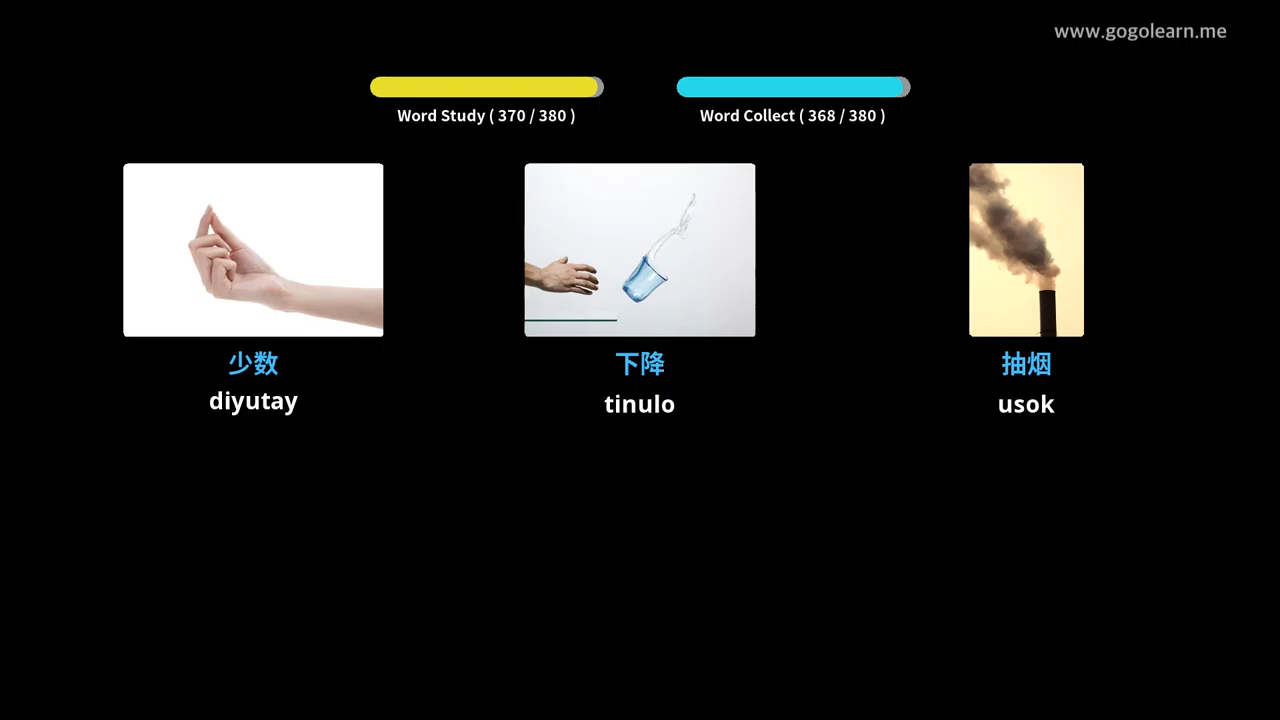 www.gogolearn.me
Word Study ( 370 / 380 )
Word Collect ( 368 / 380 )
少数
diyutay
下降
tinulo
抽烟
usok